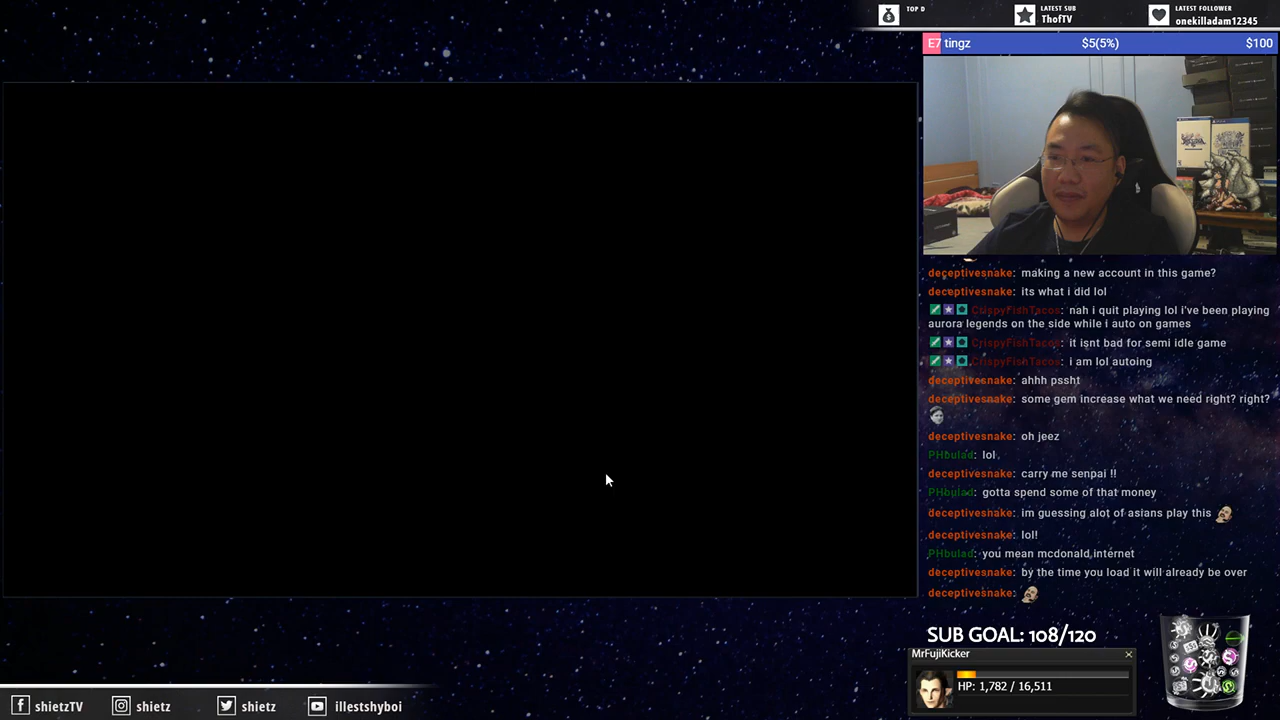 TOP D
LATEST SUB
ThofTV
LATEST FOLLOWER
onekilladam12345
E7 tingz $5(5%) $100
deceptivesnake: making a new account in this game?
deceptivesnake: its what i did lol
CrispyFishTacos: nah i quit playing lol i've been playing
aurora legends on the side while i auto on games
CrispyFishTacos: it isnt bad for semi idle game
CrispyFishTacos: i am lol autoing
deceptivesnake: ahhh pssht
deceptivesnake: some gem increase what we need right? right?
deceptivesnake: oh jeez
PHbulad: lol
deceptivesnake: carry me senpai !!
PHbulad: gotta spend some of that money
deceptivesnake: im guessing alot of asians play this
deceptivesnake: lol!
PHbulad: you mean mcdonald internet
deceptivesnake: by the time you load it will already be over
deceptivesnake:
SUB GOAL: 108/120
MrFujiKicker
HP: 1,782 / 16,511
shietzTV shietz shietz illestshyboi